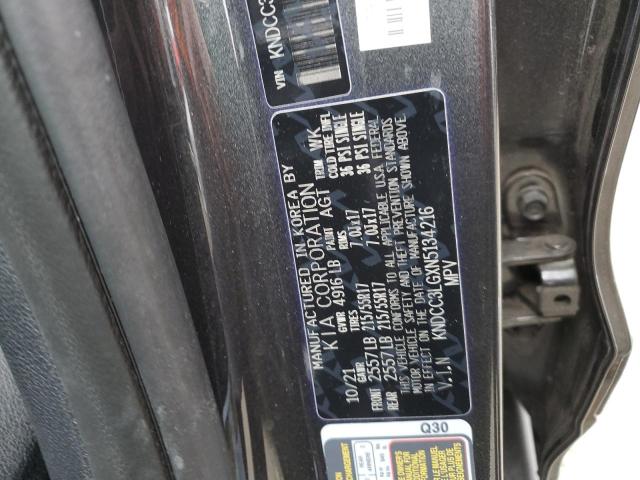 VIN KNDCC3
MANUFACTURED IN KOREA BY
KIA CORPORATION
10/21 GVWR 4916 LB PAINT AGT TRIM WK
GAWR TIRES RIMS COLD TIRE INFL
FRONT 2557 LB 215/55R17 7.0Jx17 36 PSI SINGLE
REAR 2557 LB 215/55R17 7.0Jx17 36 PSI SINGLE
THIS VEHICLE CONFORMS TO ALL APPLICABLE U.S.A. FEDERAL
MOTOR VEHICLE SAFETY AND THEFT PREVENTION STANDARDS
IN EFFECT ON THE DATE OF MANUFACTURE SHOWN ABOVE
V.I.N KNDCC3LGXN5134216
MPV
Q30